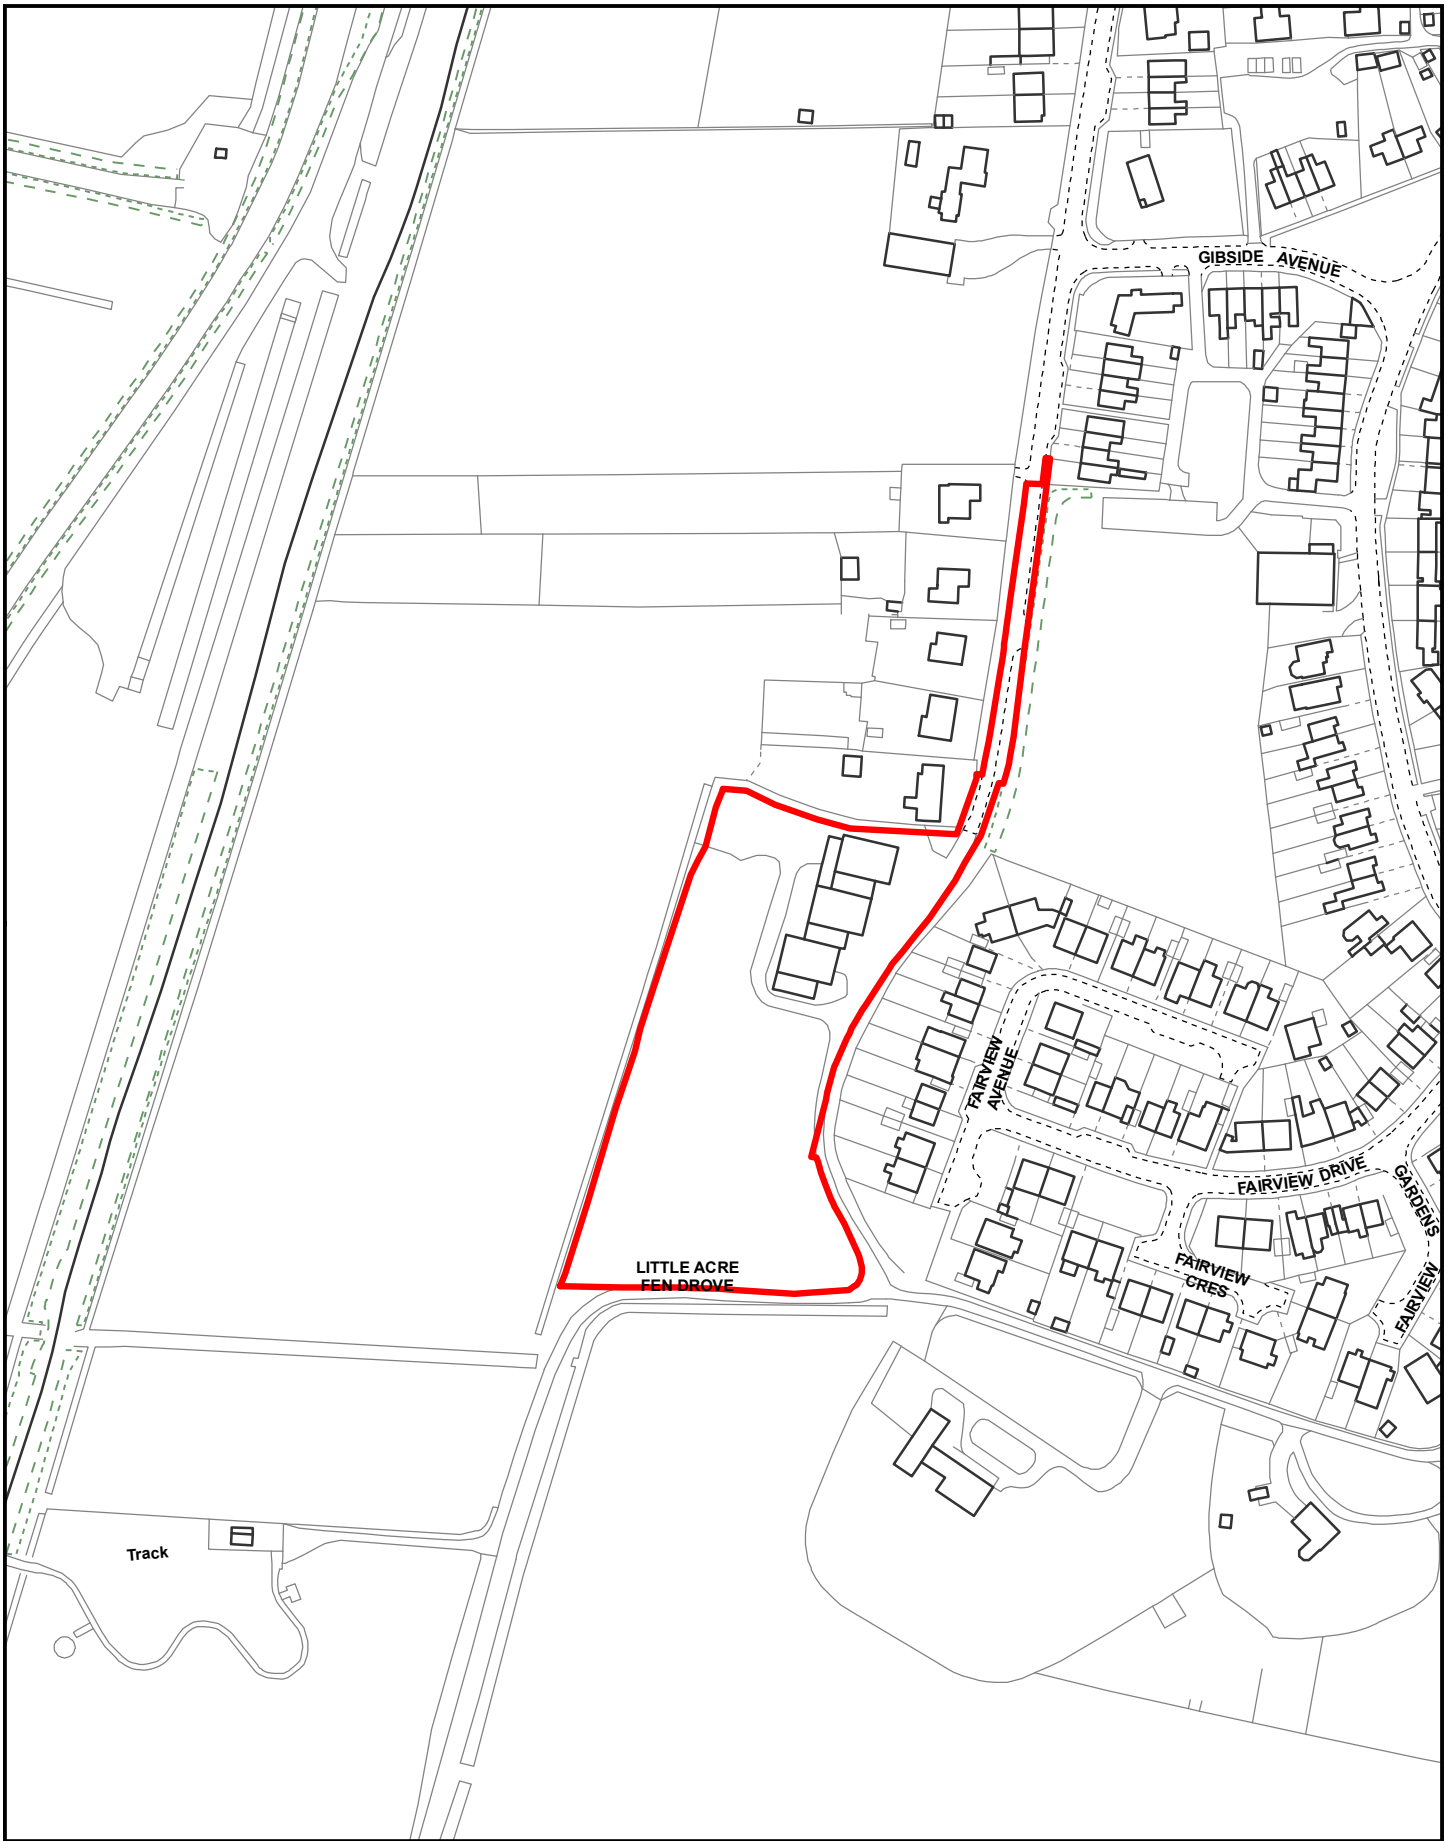 GIBSIDE AVENUE
FAIRVIEW
AVENUE
FAIRVIEW DRIVE
GARDENS
FAIRVIEW
FAIRVIEW
CRES
LITTLE ACRE
FEN DROVE
Track